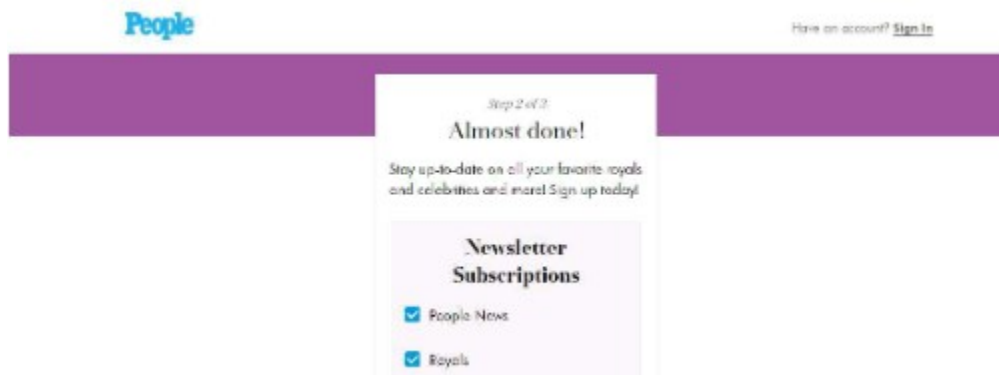 People
Have an account? Sign In
Step 2 of 3
Almost done!
Stay up-to-date on all your favorite royals
and celebrities and more! Sign up today!
Newsletter
Subscriptions
People News
Royals